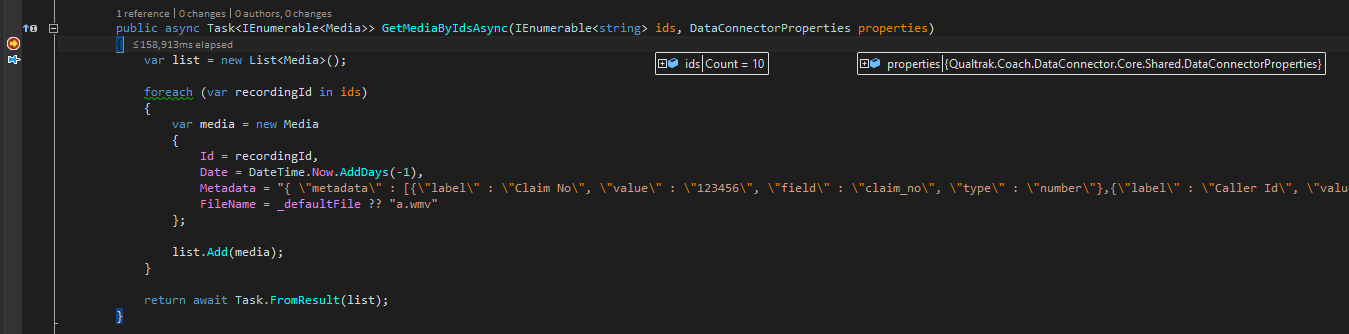 1 reference | 0 changes | 0 authors, 0 changes
public async Task<IEnumerable<Media>> GetMediaByIdsAsync(IEnumerable<string> ids, DataConnectorProperties properties)
{ ≤158,913ms elapsed
var list = new List<Media>(); ids | Count = 10 properties | {Qualtrak.Coach.DataConnector.Core.Shared.DataConnectorProperties}
foreach (var recordingId in ids)
{
var media = new Media
{
Id = recordingId,
Date = DateTime.Now.AddDays(-1),
Metadata = "{ \"metadata\" : [{\"label\" : \"Claim No\", \"value\" : \"123456\", \"field\" : \"claim_no\", \"type\" : \"number\"},{\"label\" : \"Caller Id\", \"valu
FileName = _defaultFile ?? "a.wmv"
};
list.Add(media);
}
return await Task.FromResult(list);
}